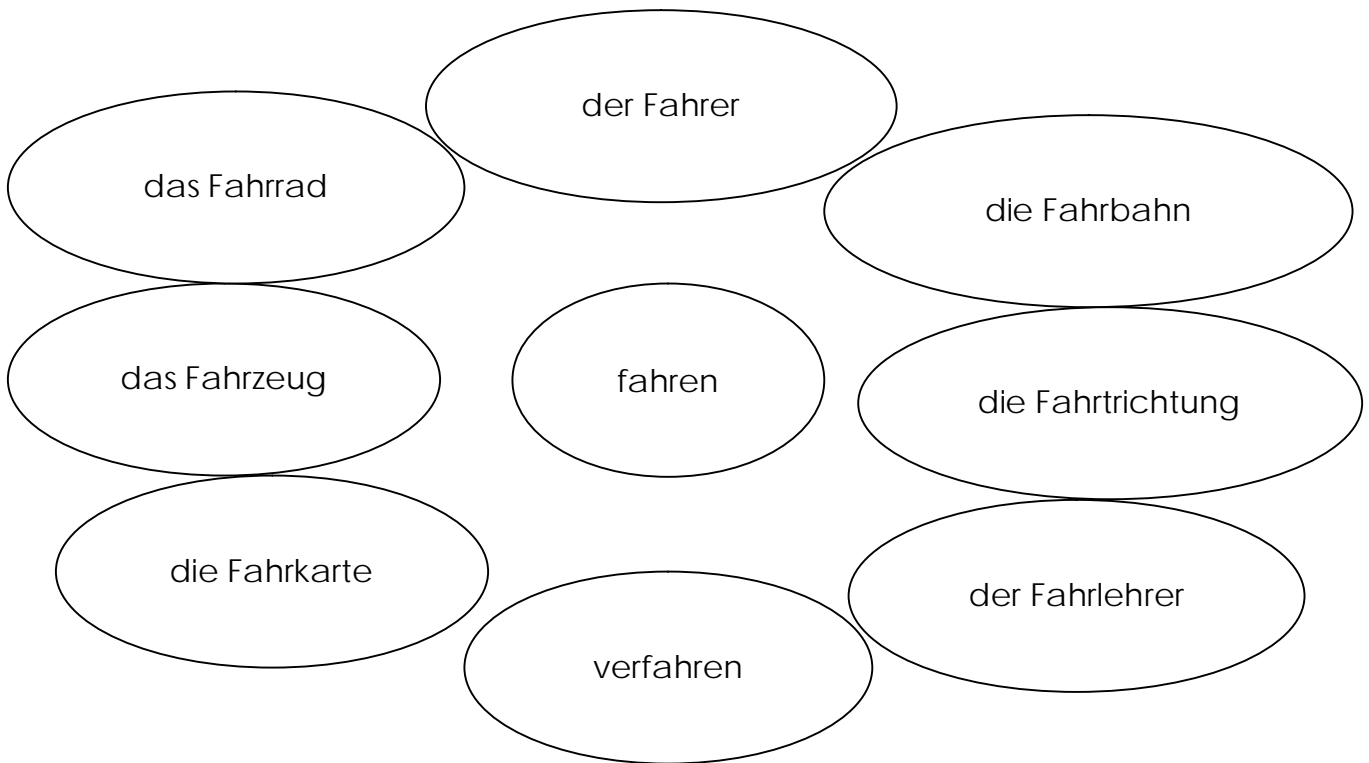 der Fahrer
das Fahrrad
die Fahrbahn
das Fahrzeug
fahren
die Fahrtrichtung
die Fahrkarte
der Fahrlehrer
verfahren